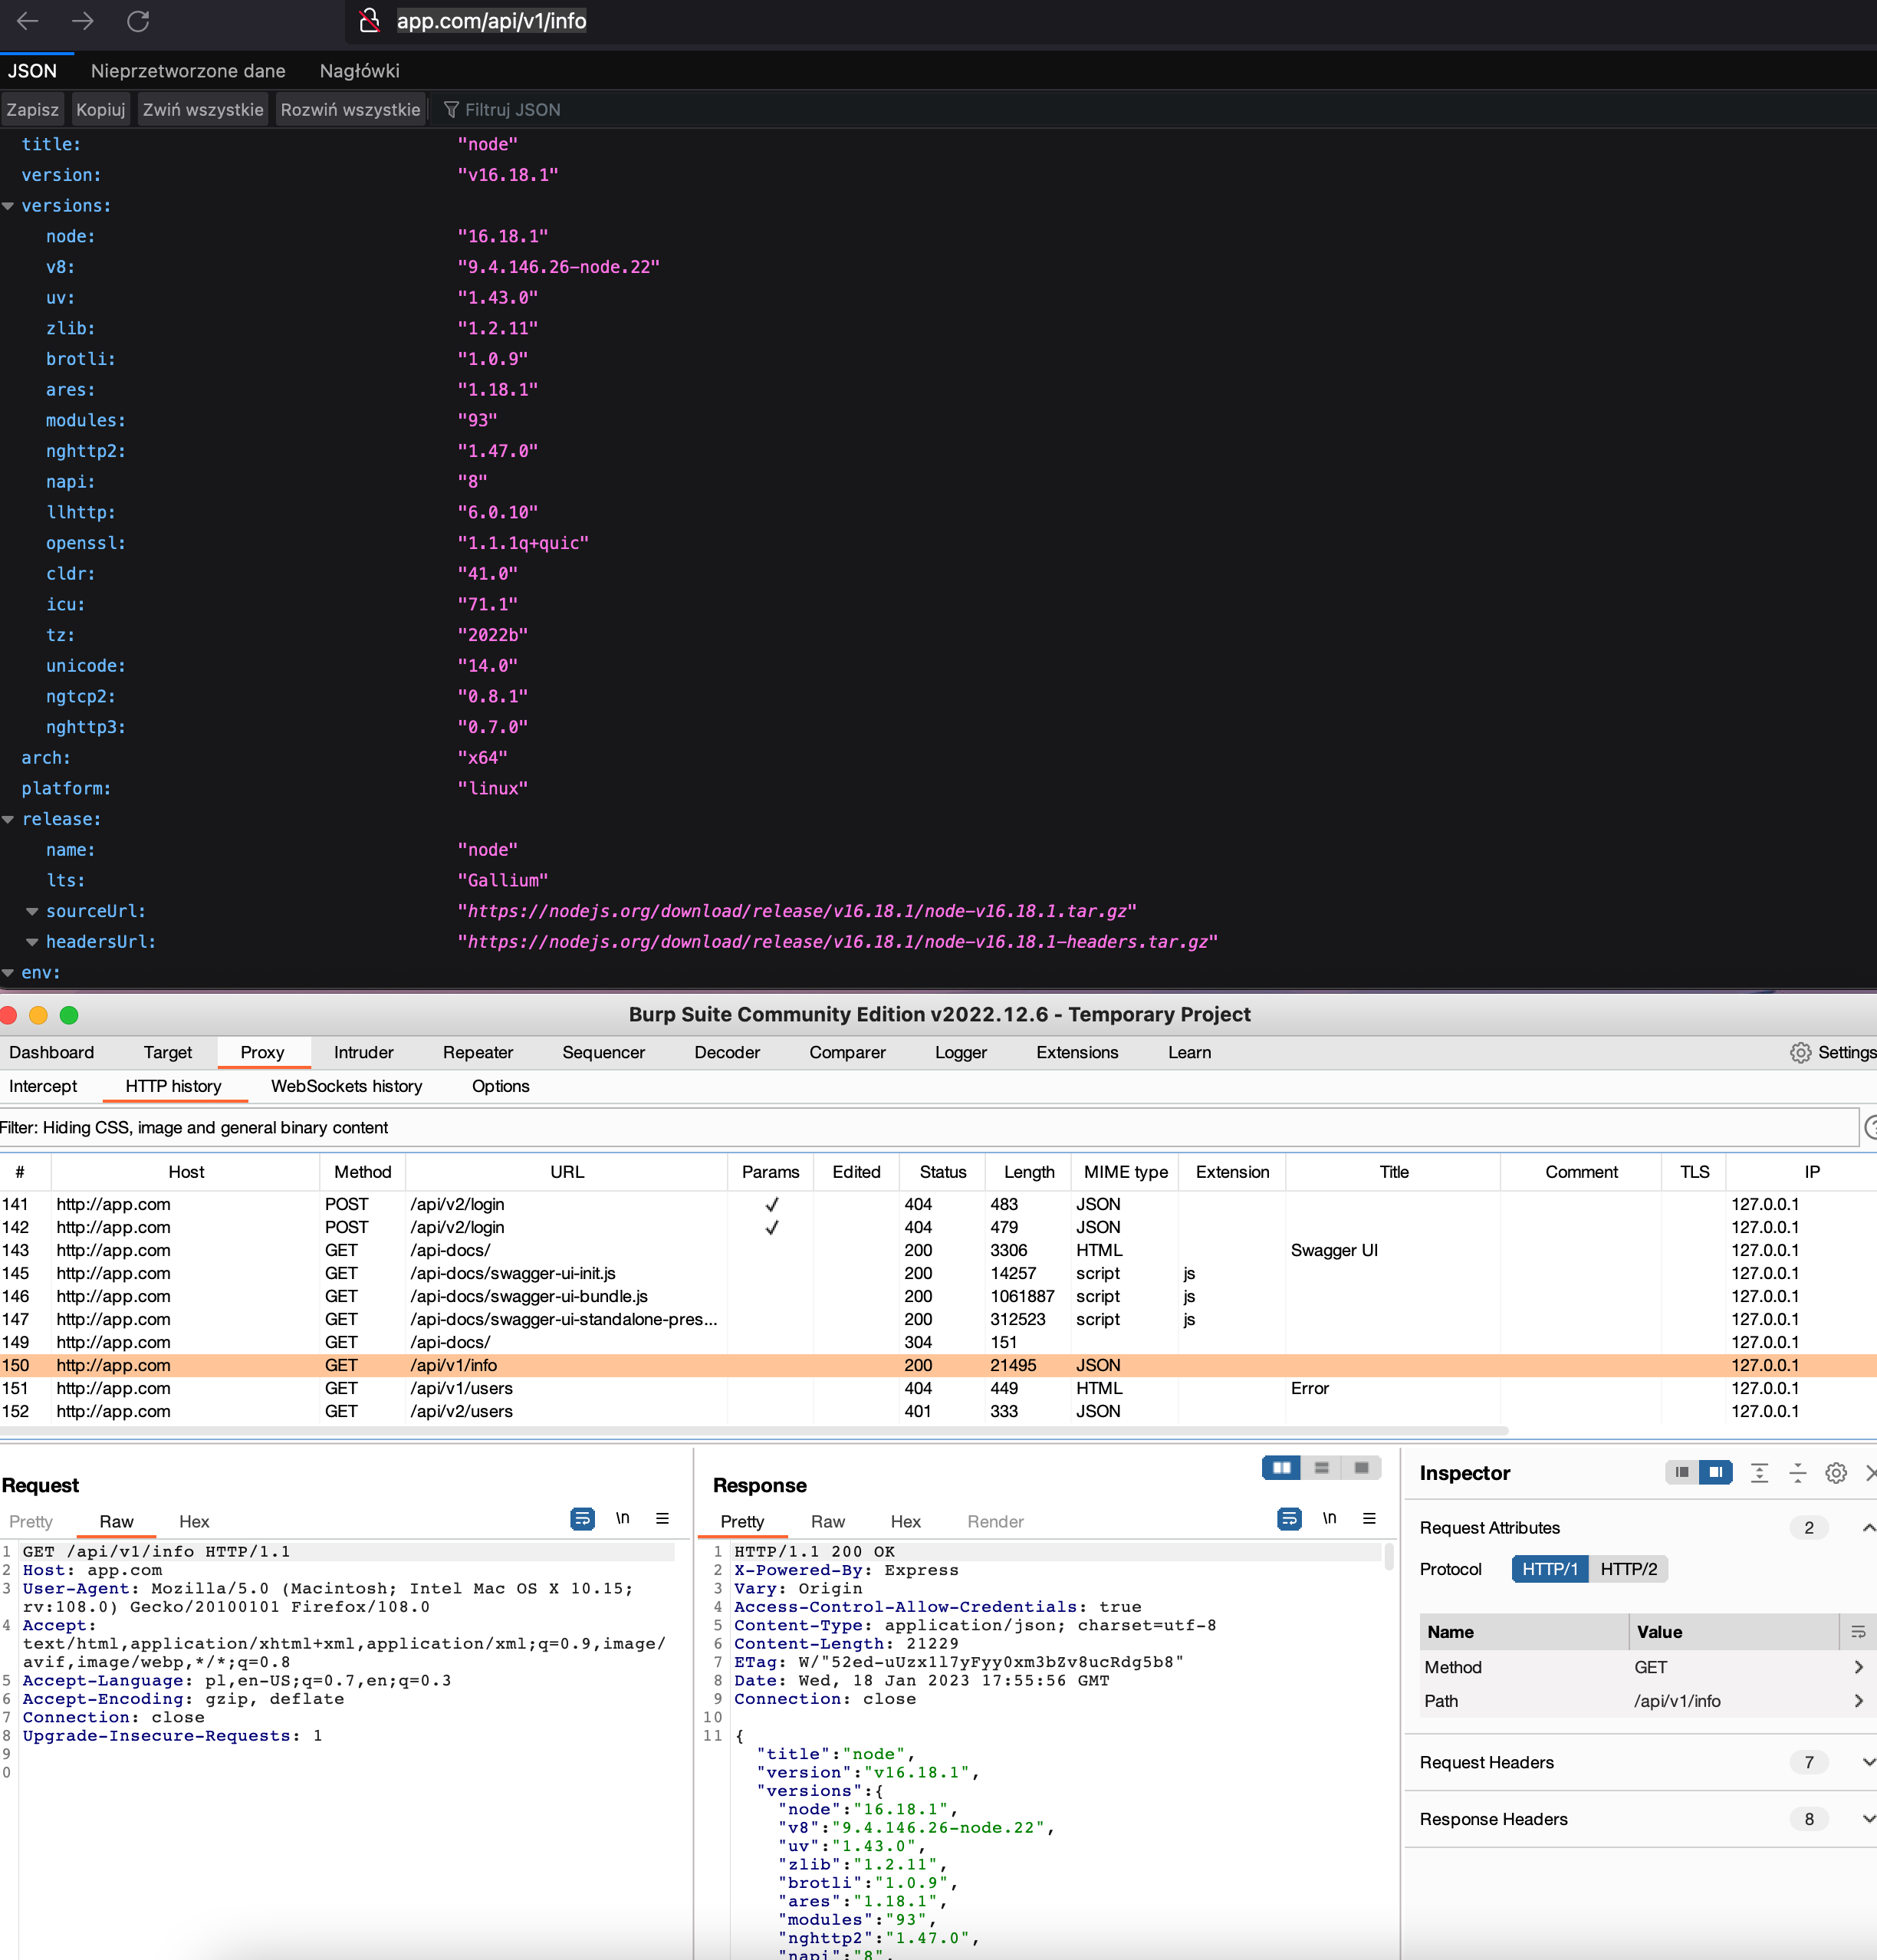 app.com/api/v1/info
JSON Nieprzetworzone dane Nagłówki
Zapisz Kopiuj Zwiń wszystkie Rozwiń wszystkie Filtruj JSON
title: "node"
version: "v16.18.1"
versions:
node: "16.18.1"
v8: "9.4.146.26-node.22"
uv: "1.43.0"
zlib: "1.2.11"
brotli: "1.0.9"
ares: "1.18.1"
modules: "93"
nghttp2: "1.47.0"
napi: "8"
llhttp: "6.0.10"
openssl: "1.1.1q+quic"
cldr: "41.0"
icu: "71.1"
tz: "2022b"
unicode: "14.0"
ngtcp2: "0.8.1"
nghttp3: "0.7.0"
arch: "x64"
platform: "linux"
release:
name: "node"
lts: "Gallium"
sourceUrl: "https://nodejs.org/download/release/v16.18.1/node-v16.18.1.tar.gz"
headersUrl: "https://nodejs.org/download/release/v16.18.1/node-v16.18.1-headers.tar.gz"
env:
Burp Suite Community Edition v2022.12.6 - Temporary Project
Dashboard Target Proxy Intruder Repeater Sequencer Decoder Comparer Logger Extensions Learn Settings
Intercept HTTP history WebSockets history Options
Filter: Hiding CSS, image and general binary content ?
# Host Method URL Params Edited Status Length MIME type Extension Title Comment TLS IP
141 http://app.com POST /api/v2/login ✓ 404 483 JSON 127.0.0.1
142 http://app.com POST /api/v2/login ✓ 404 479 JSON 127.0.0.1
143 http://app.com GET /api-docs/ 200 3306 HTML Swagger UI 127.0.0.1
145 http://app.com GET /api-docs/swagger-ui-init.js 200 14257 script js 127.0.0.1
146 http://app.com GET /api-docs/swagger-ui-bundle.js 200 1061887 script js 127.0.0.1
147 http://app.com GET /api-docs/swagger-ui-standalone-pres... 200 312523 script js 127.0.0.1
149 http://app.com GET /api-docs/ 304 151 127.0.0.1
150 http://app.com GET /api/v1/info 200 21495 JSON 127.0.0.1
151 http://app.com GET /api/v1/users 404 449 HTML Error 127.0.0.1
152 http://app.com GET /api/v2/users 401 333 JSON 127.0.0.1
Request
Pretty Raw Hex \n
1 GET /api/v1/info HTTP/1.1
2 Host: app.com
3 User-Agent: Mozilla/5.0 (Macintosh; Intel Mac OS X 10.15;
rv:108.0) Gecko/20100101 Firefox/108.0
4 Accept:
text/html,application/xhtml+xml,application/xml;q=0.9,image/
avif,image/webp,*/*;q=0.8
5 Accept-Language: pl,en-US;q=0.7,en;q=0.3
6 Accept-Encoding: gzip, deflate
7 Connection: close
8 Upgrade-Insecure-Requests: 1
9
0
Response
Pretty Raw Hex Render \n
1 HTTP/1.1 200 OK
2 X-Powered-By: Express
3 Vary: Origin
4 Access-Control-Allow-Credentials: true
5 Content-Type: application/json; charset=utf-8
6 Content-Length: 21229
7 ETag: W/"52ed-uUzx1l7yFyy0xm3bZv8ucRdg5b8"
8 Date: Wed, 18 Jan 2023 17:55:56 GMT
9 Connection: close
10
11 {
"title":"node",
"version":"v16.18.1",
"versions":{
"node":"16.18.1",
"v8":"9.4.146.26-node.22",
"uv":"1.43.0",
"zlib":"1.2.11",
"brotli":"1.0.9",
"ares":"1.18.1",
"modules":"93",
"nghttp2":"1.47.0",
"napi":"8",
Inspector
Request Attributes 2
Protocol HTTP/1 HTTP/2
Name Value
Method GET
Path /api/v1/info
Request Headers 7
Response Headers 8